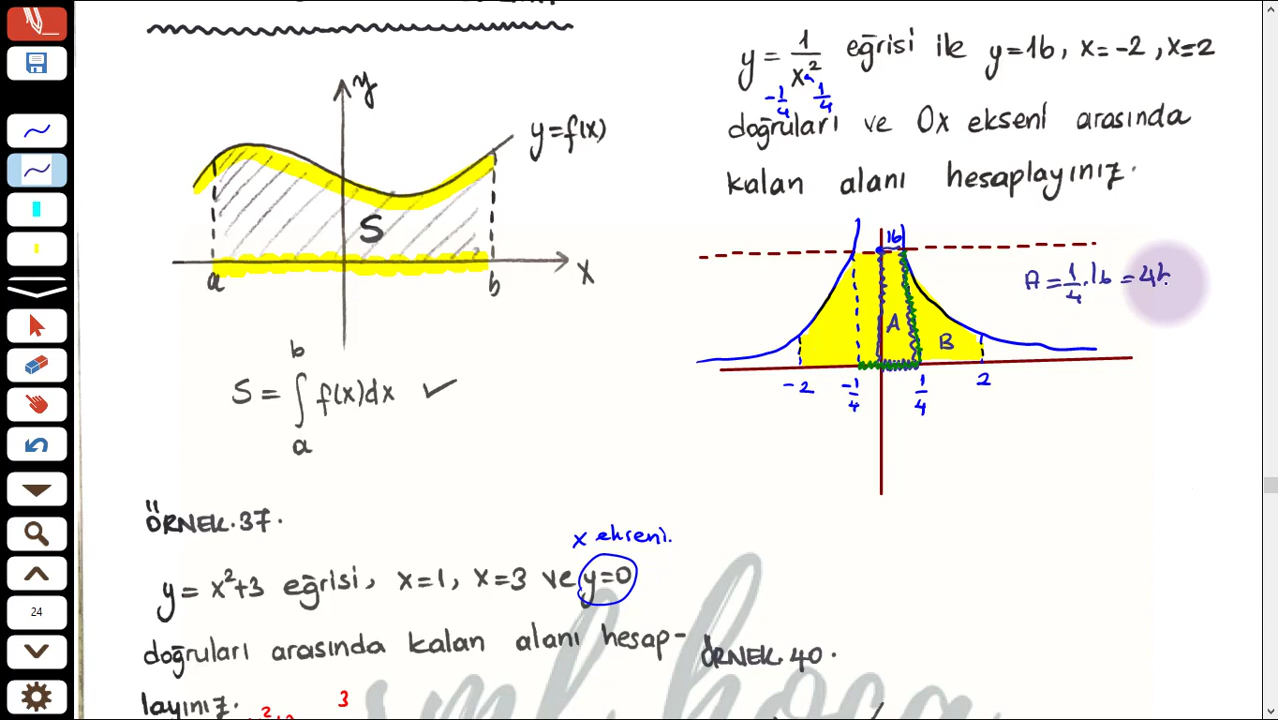 y
y=f(x)
S
a
b
x
b
S = ∫ f(x)dx ✓
a
ÖRNEK.37.
x ekseni.
y = x²+3 eğrisi, x=1, x=3 ve y=0
doğruları arasında kalan alanı hesap-
layınız.
3
y = 1/x² eğrisi ile y=16, x=-2, x=2
-1/4 1/4
doğruları ve Ox ekseni arasında
kalan alanı hesaplayınız.
16
A = 1/4 . 16 = 4
A
B
-2 -1/4 1/4 2
ÖRNEK.40.
24